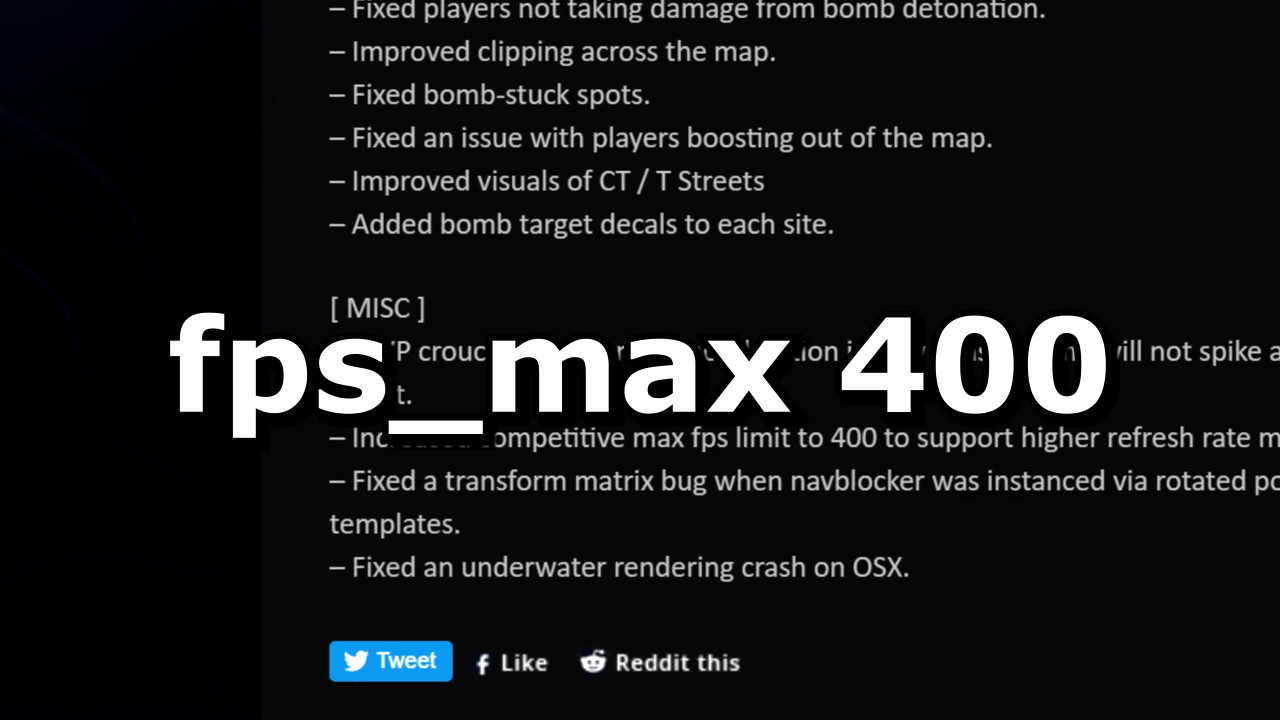 – Fixed players not taking damage from bomb detonation.
– Improved clipping across the map.
– Fixed bomb-stuck spots.
– Fixed an issue with players boosting out of the map.
– Improved visuals of CT / T Streets
– Added bomb target decals to each site.
[ MISC ]
will not spike
fps_max 400
competitive max fps limit to 400 to support higher refresh rate
– Fixed a transform matrix bug when navblocker was instanced via rotated
templates.
– Fixed an underwater rendering crash on OSX.
Tweet Like Reddit this